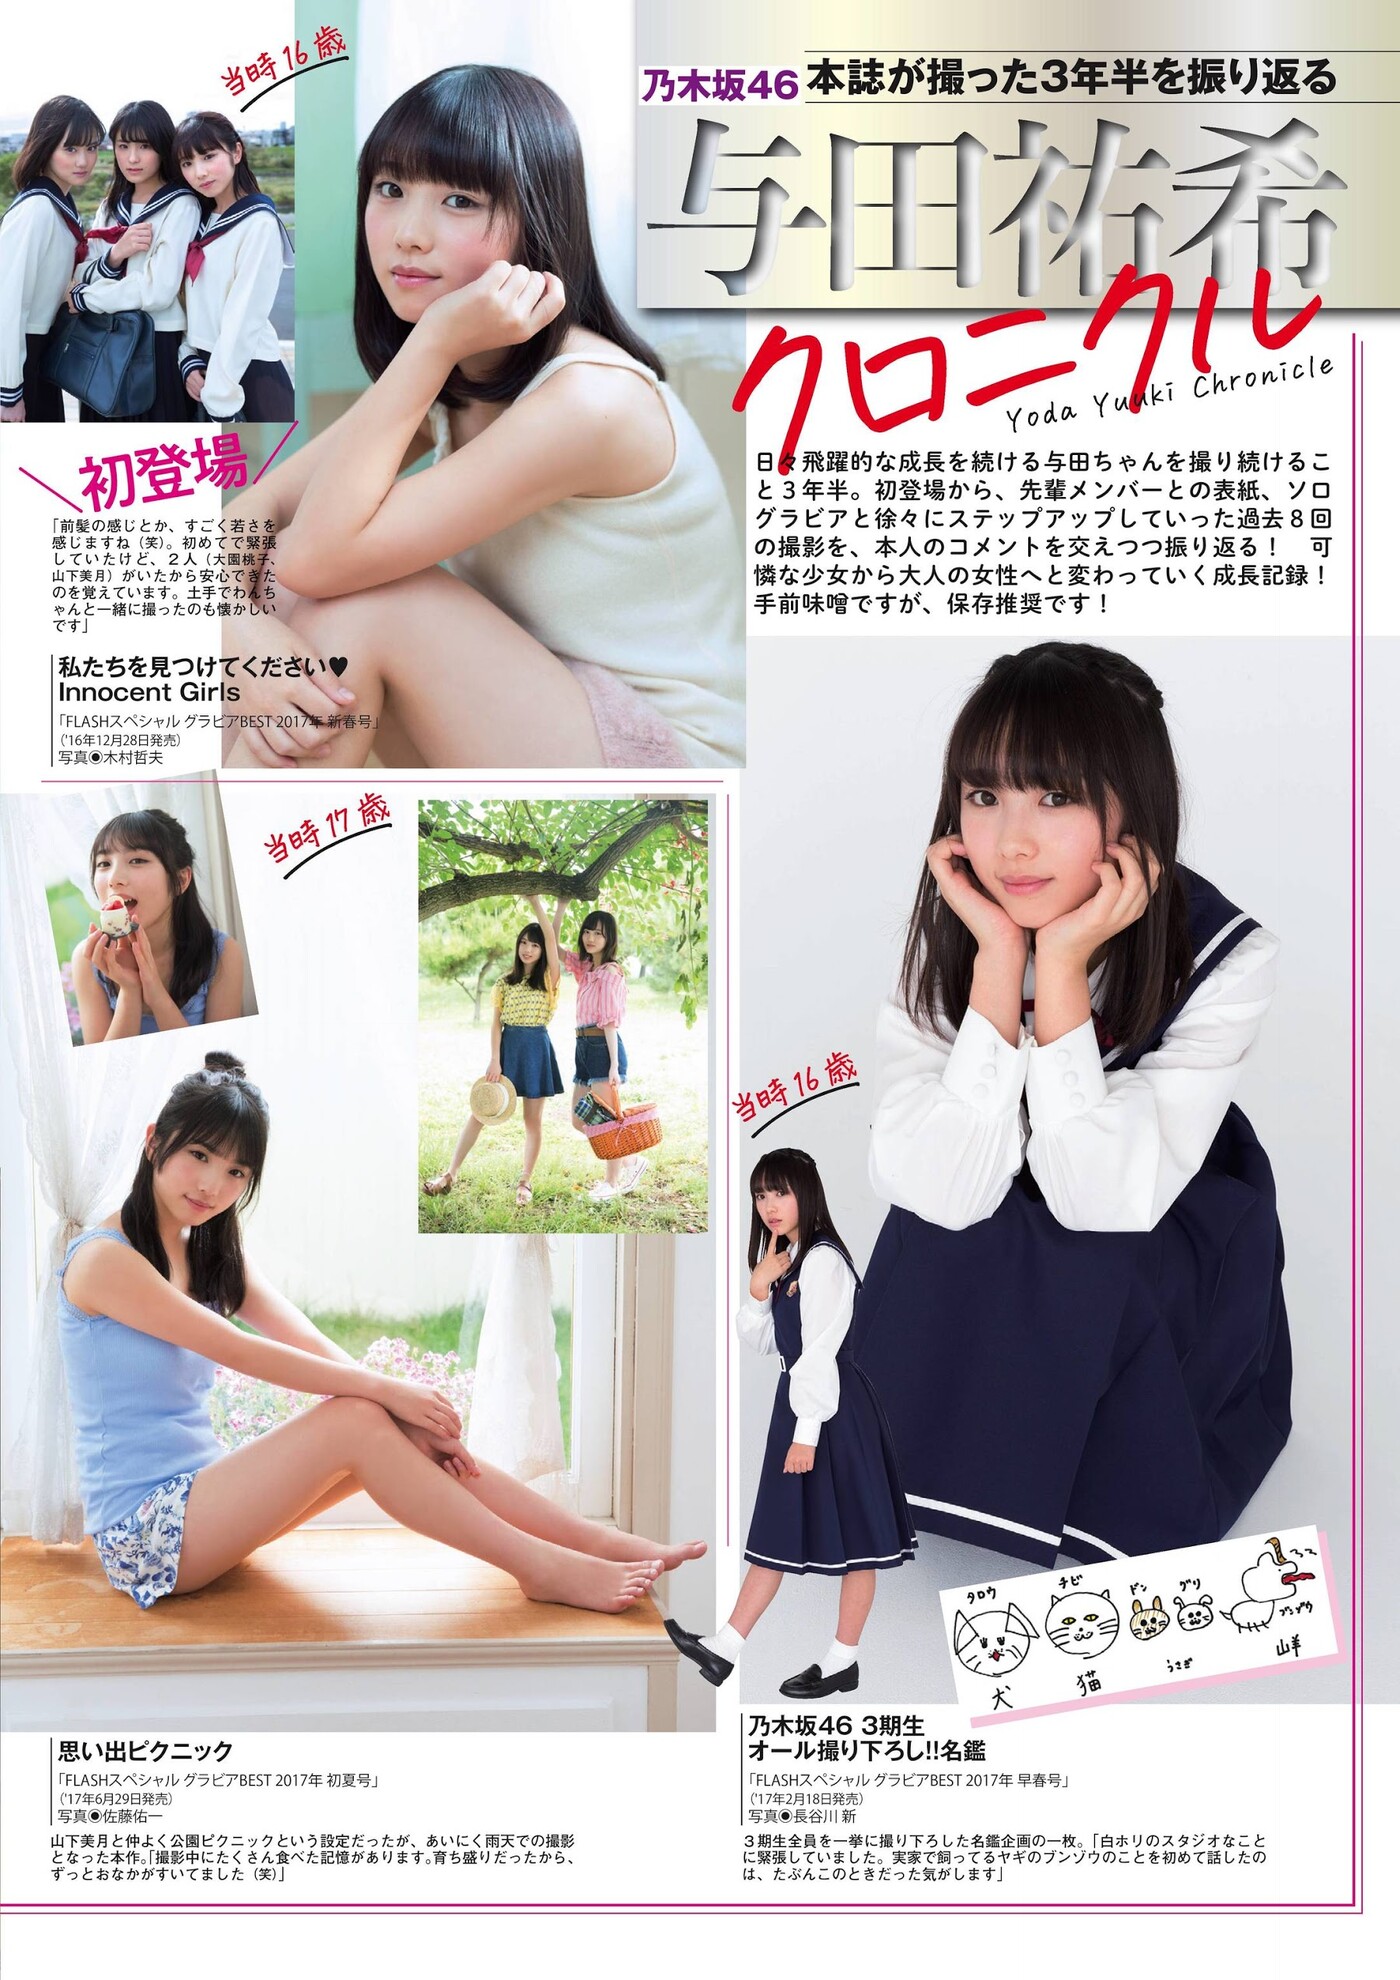 乃木坂46 本誌が撮った3年半を振り返る
与田祐希
クロニクル
Yoda Yuuki Chronicle
日々飛躍的な成長を続ける与田ちゃんを撮り続けるこ
と３年半。初登場から、先輩メンバーとの表紙、ソロ
グラビアと徐々にステップアップしていった過去８回
の撮影を、本人のコメントを交えつつ振り返る！　可
憐な少女から大人の女性へと変わっていく成長記録！
手前味噌ですが、保存推奨です！
当時16歳
初登場
「前髪の感じとか、すごく若さを
感じますね（笑）。初めてで緊張
していたけど、２人（大園桃子、
山下美月）がいたから安心できた
のを覚えています。土手でわんち
ゃんと一緒に撮ったのも懐かしい
です」
私たちを見つけてください♥
Innocent Girls
「FLASHスペシャル グラビアBEST 2017年 新春号」
（'16年12月28日発売）
写真◉木村哲夫
当時17歳
思い出ピクニック
「FLASHスペシャル グラビアBEST 2017年 初夏号」
（'17年6月29日発売）
写真◉佐藤佑一
山下美月と仲よく公園ピクニックという設定だったが、あいにく雨天での撮影
となった本作。「撮影中にたくさん食べた記憶があります。育ち盛りだったから、
ずっとおなかがすいてました（笑）」
当時16歳
タロウ
チビ
ドン
グリ
ブンゾウ
犬
猫
うさぎ
山羊
乃木坂46 3期生
オール撮り下ろし!!名鑑
「FLASHスペシャル グラビアBEST 2017年 早春号」
（'17年2月18日発売）
写真◉長谷川 新
３期生全員を一挙に撮り下ろした名鑑企画の一枚。「白ホリのスタジオなこと
に緊張していました。実家で飼ってるヤギのブンゾウのことを初めて話したの
は、たぶんこのときだった気がします」